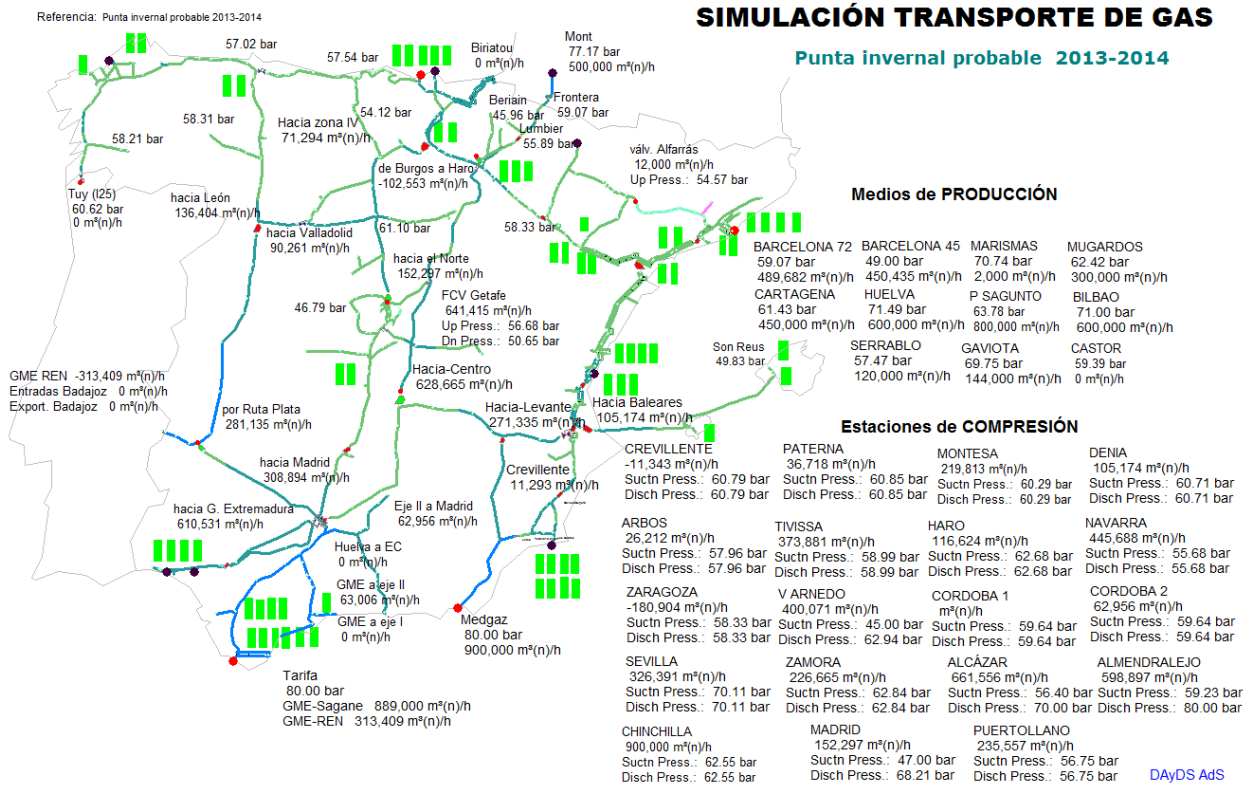 Referencia: Punta invernal probable 2013-2014
SIMULACIÓN TRANSPORTE DE GAS
Punta invernal probable 2013-2014
57.02 bar
57.54 bar
Biriatou
0 m³(n)/h
Mont
77.17 bar
500,000 m³(n)/h
Beriain
45.96 bar
Frontera
59.07 bar
Lumbier
55.89 bar
54.12 bar
58.31 bar
58.21 bar
Hacia zona IV
71,294 m³(n)/h
de Burgos a Haro
-102,553 m³(n)/h
válv. Alfarrás
12,000 m³(n)/h
Up Press.: 54.57 bar
Tuy (I25)
60.62 bar
0 m³(n)/h
hacia León
136,404 m³(n)/h
hacia Valladolid
90,261 m³(n)/h
61.10 bar
58.33 bar
hacia el Norte
152,297 m³(n)/h
46.79 bar
FCV Getafe
641,415 m³(n)/h
Up Press.: 56.68 bar
Dn Press.: 50.65 bar
Son Reus
49.83 bar
GME REN -313,409 m³(n)/h
Entradas Badajoz 0 m³(n)/h
Export. Badajoz 0 m³(n)/h
Hacia-Centro
628,665 m³(n)/h
Hacia-Levante
271,335 m³(n)/h
Hacia Baleares
105,174 m³(n)/h
por Ruta Plata
281,135 m³(n)/h
hacia Madrid
308,894 m³(n)/h
Crevillente
11,293 m³(n)/h
hacia G. Extremadura
610,531 m³(n)/h
Eje II a Madrid
62,956 m³(n)/h
Huelva a EC
0 m³(n)/h
GME a eje II
63,006 m³(n)/h
GME a eje I
0 m³(n)/h
Medgaz
80.00 bar
900,000 m³(n)/h
Tarifa
80.00 bar
GME-Sagane 889,000 m³(n)/h
GME-REN 313,409 m³(n)/h
Medios de PRODUCCIÓN
BARCELONA 72
59.07 bar
489,682 m³(n)/h
BARCELONA 45
49.00 bar
450,435 m³(n)/h
MARISMAS
70.74 bar
2,000 m³(n)/h
MUGARDOS
62.42 bar
300,000 m³(n)/h
CARTAGENA
61.43 bar
450,000 m³(n)/h
HUELVA
71.49 bar
600,000 m³(n)/h
P SAGUNTO
63.78 bar
800,000 m³(n)/h
BILBAO
71.00 bar
600,000 m³(n)/h
SERRABLO
57.47 bar
120,000 m³(n)/h
GAVIOTA
69.75 bar
144,000 m³(n)/h
CASTOR
59.39 bar
0 m³(n)/h
Estaciones de COMPRESIÓN
CREVILLENTE
-11,343 m³(n)/h
Suctn Press.: 60.79 bar
Disch Press.: 60.79 bar
PATERNA
36,718 m³(n)/h
Suctn Press.: 60.85 bar
Disch Press.: 60.85 bar
MONTESA
219,813 m³(n)/h
Suctn Press.: 60.29 bar
Disch Press.: 60.29 bar
DENIA
105,174 m³(n)/h
Suctn Press.: 60.71 bar
Disch Press.: 60.71 bar
ARBOS
26,212 m³(n)/h
Suctn Press.: 57.96 bar
Disch Press.: 57.96 bar
TIVISSA
373,881 m³(n)/h
Suctn Press.: 58.99 bar
Disch Press.: 58.99 bar
HARO
116,624 m³(n)/h
Suctn Press.: 62.68 bar
Disch Press.: 62.68 bar
NAVARRA
445,688 m³(n)/h
Suctn Press.: 55.68 bar
Disch Press.: 55.68 bar
ZARAGOZA
-180,904 m³(n)/h
Suctn Press.: 58.33 bar
Disch Press.: 58.33 bar
V ARNEDO
400,071 m³(n)/h
Suctn Press.: 45.00 bar
Disch Press.: 62.94 bar
CORDOBA 1
m³(n)/h
Suctn Press.: 59.64 bar
Disch Press.: 59.64 bar
CORDOBA 2
62,956 m³(n)/h
Suctn Press.: 59.64 bar
Disch Press.: 59.64 bar
SEVILLA
326,391 m³(n)/h
Suctn Press.: 70.11 bar
Disch Press.: 70.11 bar
ZAMORA
226,665 m³(n)/h
Suctn Press.: 62.84 bar
Disch Press.: 62.84 bar
ALCÁZAR
661,556 m³(n)/h
Suctn Press.: 56.40 bar
Disch Press.: 70.00 bar
ALMENDRALEJO
598,897 m³(n)/h
Suctn Press.: 59.23 bar
Disch Press.: 80.00 bar
CHINCHILLA
900,000 m³(n)/h
Suctn Press.: 62.55 bar
Disch Press.: 62.55 bar
MADRID
152,297 m³(n)/h
Suctn Press.: 47.00 bar
Disch Press.: 68.21 bar
PUERTOLLANO
235,557 m³(n)/h
Suctn Press.: 56.75 bar
Disch Press.: 56.75 bar
DAyDS AdS